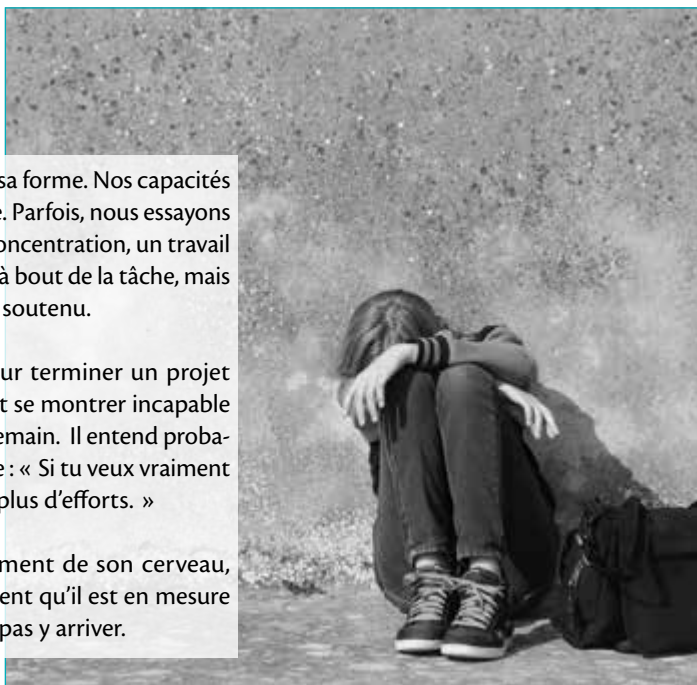 sa forme. Nos capacités
. Parfois, nous essayons
oncentration, un travail
à bout de la tâche, mais
soutenu.
ur terminer un projet
t se montrer incapable
emain. Il entend proba-
e : « Si tu veux vraiment
plus d’efforts. »
ment de son cerveau,
ent qu’il est en mesure
pas y arriver.